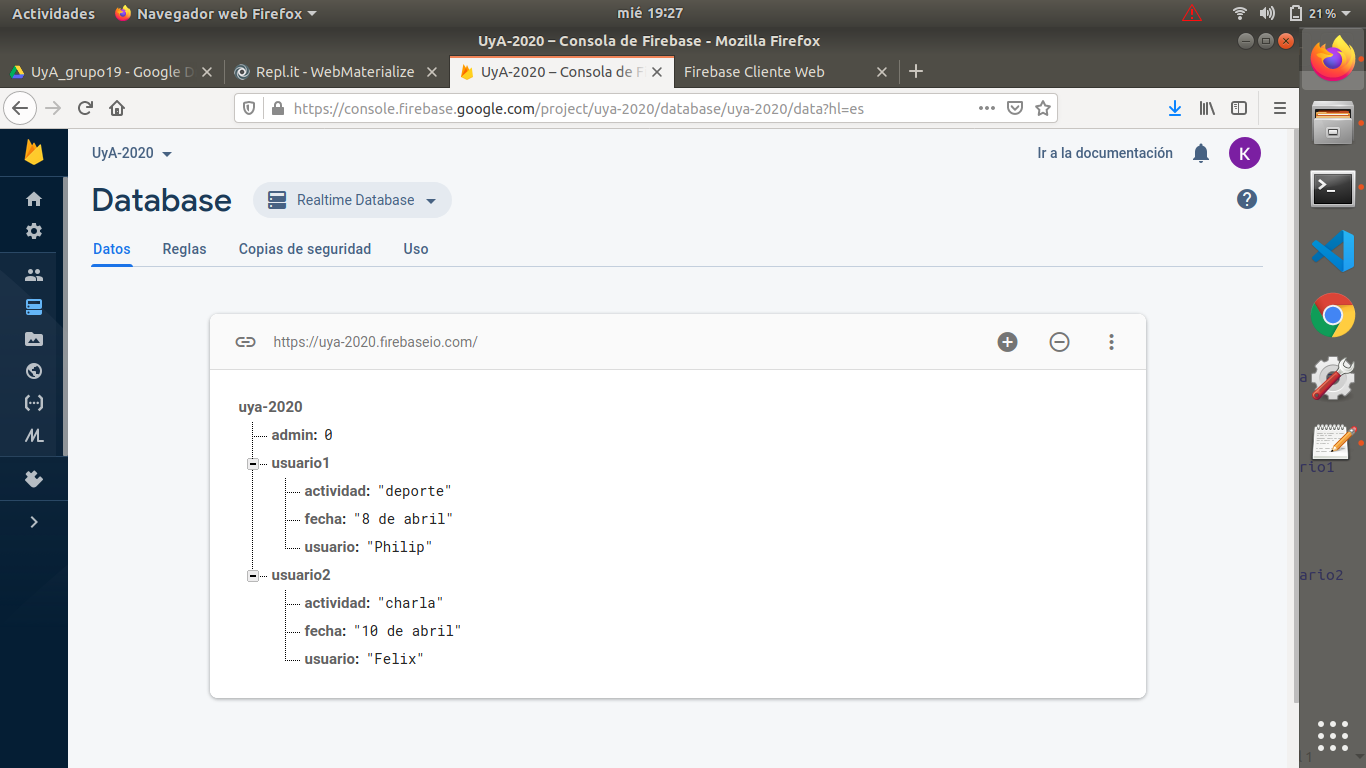 Actividades Navegador web Firefox mié 19:27 21 %
UyA-2020 – Consola de Firebase - Mozilla Firefox
UyA_grupo19 - Google D Repl.it - WebMaterialize UyA-2020 – Consola de F Firebase Cliente Web
https://console.firebase.google.com/project/uya-2020/database/uya-2020/data?hl=es
UyA-2020 Ir a la documentación K
Database Realtime Database
Datos Reglas Copias de seguridad Uso
https://uya-2020.firebaseio.com/
uya-2020
admin: 0
usuario1
actividad: "deporte"
fecha: "8 de abril"
usuario: "Philip"
usuario2
actividad: "charla"
fecha: "10 de abril"
usuario: "Felix"
a
rio1
ario2